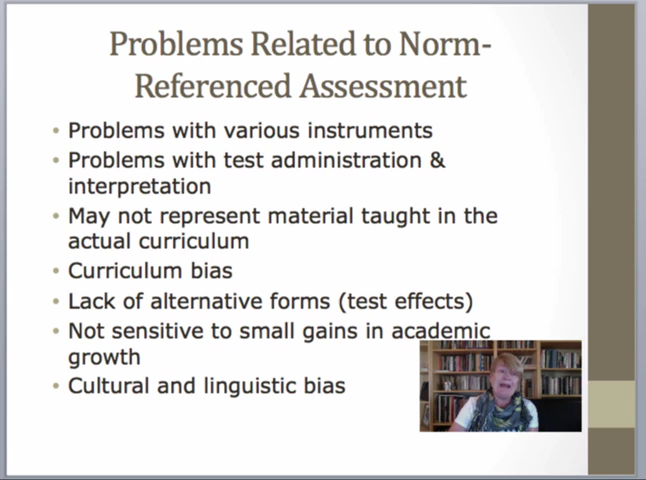 Problems Related to Norm-
Referenced Assessment
• Problems with various instruments
• Problems with test administration &
interpretation
• May not represent material taught in the
actual curriculum
• Curriculum bias
• Lack of alternative forms (test effects)
• Not sensitive to small gains in academic
growth
• Cultural and linguistic bias